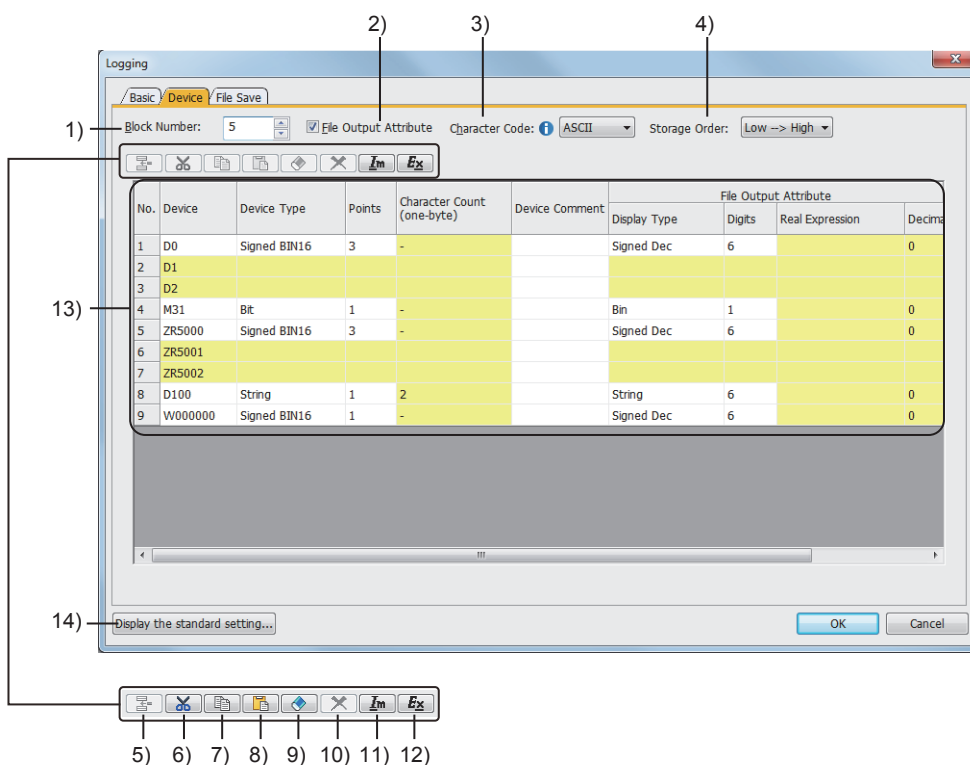 2) 3) 4)
Logging
Basic Device File Save
1) Block Number: 5 File Output Attribute Character Code: ASCII Storage Order: Low --> High
Im Ex
File Output Attribute
No. Device Device Type Points Character Count (one-byte) Device Comment Display Type Digits Real Expression Decima
1 D0 Signed BIN16 3 - Signed Dec 6 0
2 D1
3 D2
13)
4 M31 Bit 1 - Bin 1 0
5 ZR5000 Signed BIN16 3 - Signed Dec 6 0
6 ZR5001
7 ZR5002
8 D100 String 1 2 String 6 0
9 W000000 Signed BIN16 1 - Signed Dec 6 0
14) Display the standard setting... OK Cancel
Im Ex
5) 6) 7) 8) 9) 10) 11) 12)